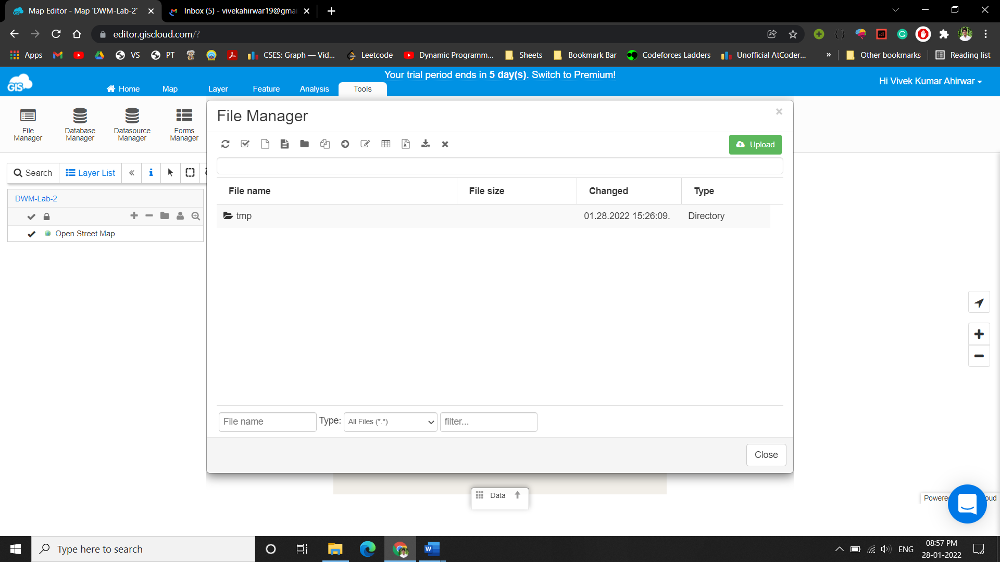 Map Editor - Map 'DWM-Lab-2'
Inbox (5) - vivekahirwar19@gmai
editor.giscloud.com/?
Apps
VS
PT
CSES: Graph — Vid...
Leetcode
Dynamic Programm...
Sheets
Bookmark Bar
Codeforces Ladders
Unofficial AtCoder...
»
Other bookmarks
Reading list
Your trial period ends in 5 day(s). Switch to Premium!
GIS
Home
Map
Layer
Feature
Analysis
Tools
Hi Vivek Kumar Ahirwar
File
Manager
Database
Manager
Datasource
Manager
Forms
Manager
File Manager
Upload
Search
Layer List
DWM-Lab-2
Open Street Map
File name
File size
Changed
Type
tmp
01.28.2022 15:26:09.
Directory
File name
Type:
All Files (*.*)
filter...
Close
Data
Powere
oud
Type here to search
ENG
08:57 PM
28-01-2022